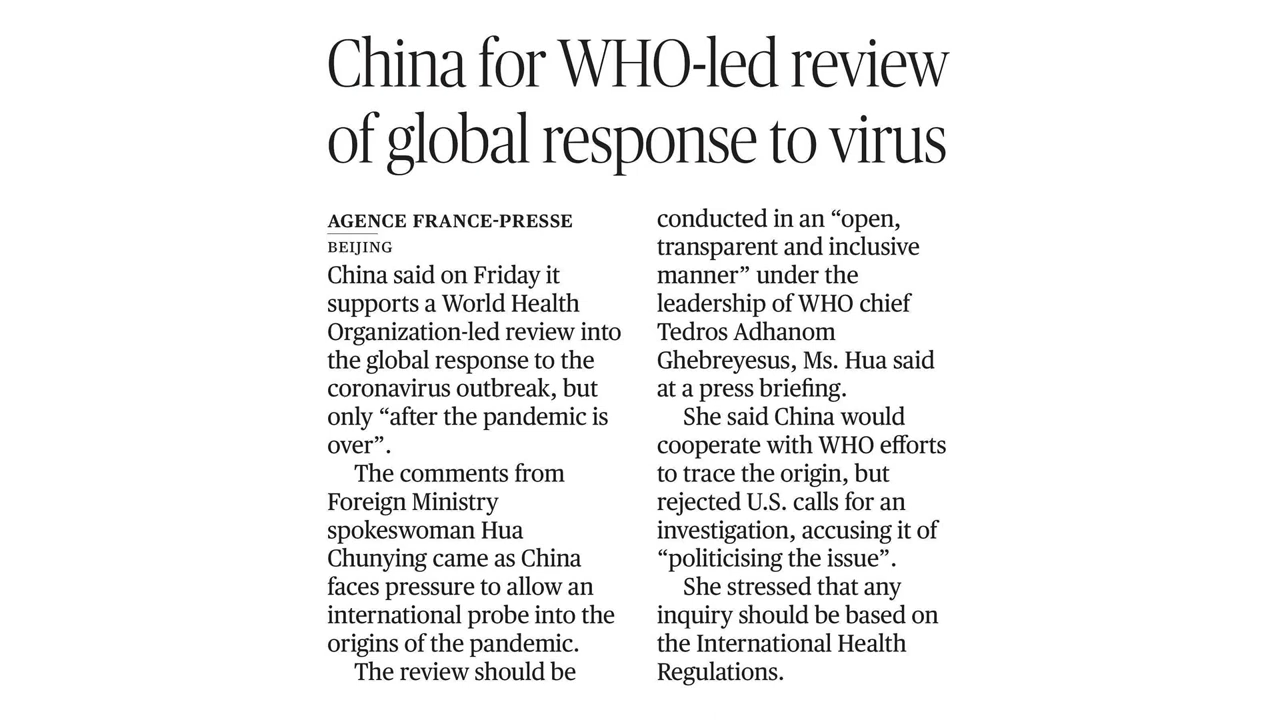 China for WHO-led review
of global response to virus
AGENCE FRANCE-PRESSE
BEIJING
China said on Friday it
supports a World Health
Organization-led review into
the global response to the
coronavirus outbreak, but
only “after the pandemic is
over”.
The comments from
Foreign Ministry
spokeswoman Hua
Chunying came as China
faces pressure to allow an
international probe into the
origins of the pandemic.
The review should be
conducted in an “open,
transparent and inclusive
manner” under the
leadership of WHO chief
Tedros Adhanom
Ghebreyesus, Ms. Hua said
at a press briefing.
She said China would
cooperate with WHO efforts
to trace the origin, but
rejected U.S. calls for an
investigation, accusing it of
“politicising the issue”.
She stressed that any
inquiry should be based on
the International Health
Regulations.